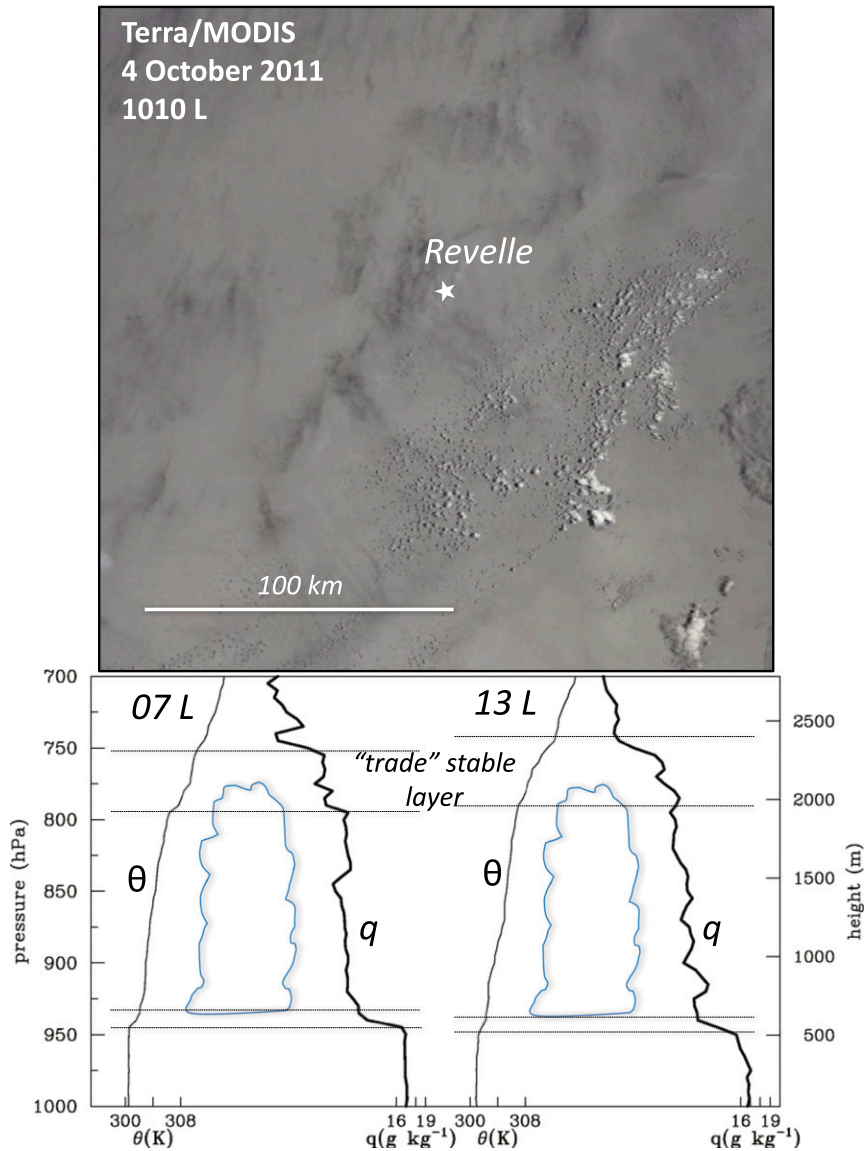 Terra/MODIS
4 October 2011
1010 L
Revelle
100 km
700
750
800
850
900
950
1000
pressure (hPa)
07 L
13 L
“trade” stable
layer
θ
q
θ
q
2500
2000
1500
1000
500
height (m)
300 308 16 19 300 308 16 19
θ(K) q(g kg⁻¹) θ(K) q(g kg⁻¹)